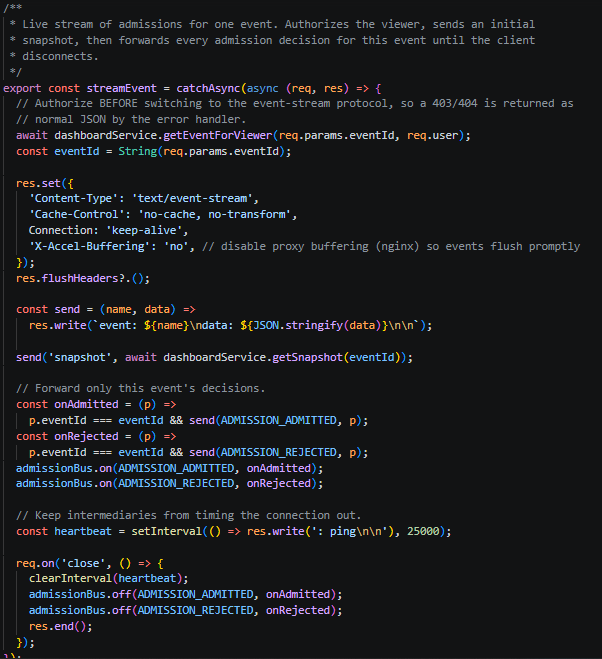 /**
 * Live stream of admissions for one event. Authorizes the viewer, sends an initial
 * snapshot, then forwards every admission decision for this event until the client
 * disconnects.
 */
export const streamEvent = catchAsync(async (req, res) => {
  // Authorize BEFORE switching to the event-stream protocol, so a 403/404 is returned as
  // normal JSON by the error handler.
  await dashboardService.getEventForViewer(req.params.eventId, req.user);
  const eventId = String(req.params.eventId);

  res.set({
    'Content-Type': 'text/event-stream',
    'Cache-Control': 'no-cache, no-transform',
    Connection: 'keep-alive',
    'X-Accel-Buffering': 'no', // disable proxy buffering (nginx) so events flush promptly
  });
  res.flushHeaders?.();

  const send = (name, data) =>
    res.write(`event: ${name}\ndata: ${JSON.stringify(data)}\n\n`);

  send('snapshot', await dashboardService.getSnapshot(eventId));

  // Forward only this event's decisions.
  const onAdmitted = (p) =>
    p.eventId === eventId && send(ADMISSION_ADMITTED, p);
  const onRejected = (p) =>
    p.eventId === eventId && send(ADMISSION_REJECTED, p);
  admissionBus.on(ADMISSION_ADMITTED, onAdmitted);
  admissionBus.on(ADMISSION_REJECTED, onRejected);

  // Keep intermediaries from timing the connection out.
  const heartbeat = setInterval(() => res.write(': ping\n\n'), 25000);

  req.on('close', () => {
    clearInterval(heartbeat);
    admissionBus.off(ADMISSION_ADMITTED, onAdmitted);
    admissionBus.off(ADMISSION_REJECTED, onRejected);
    res.end();
  });
});